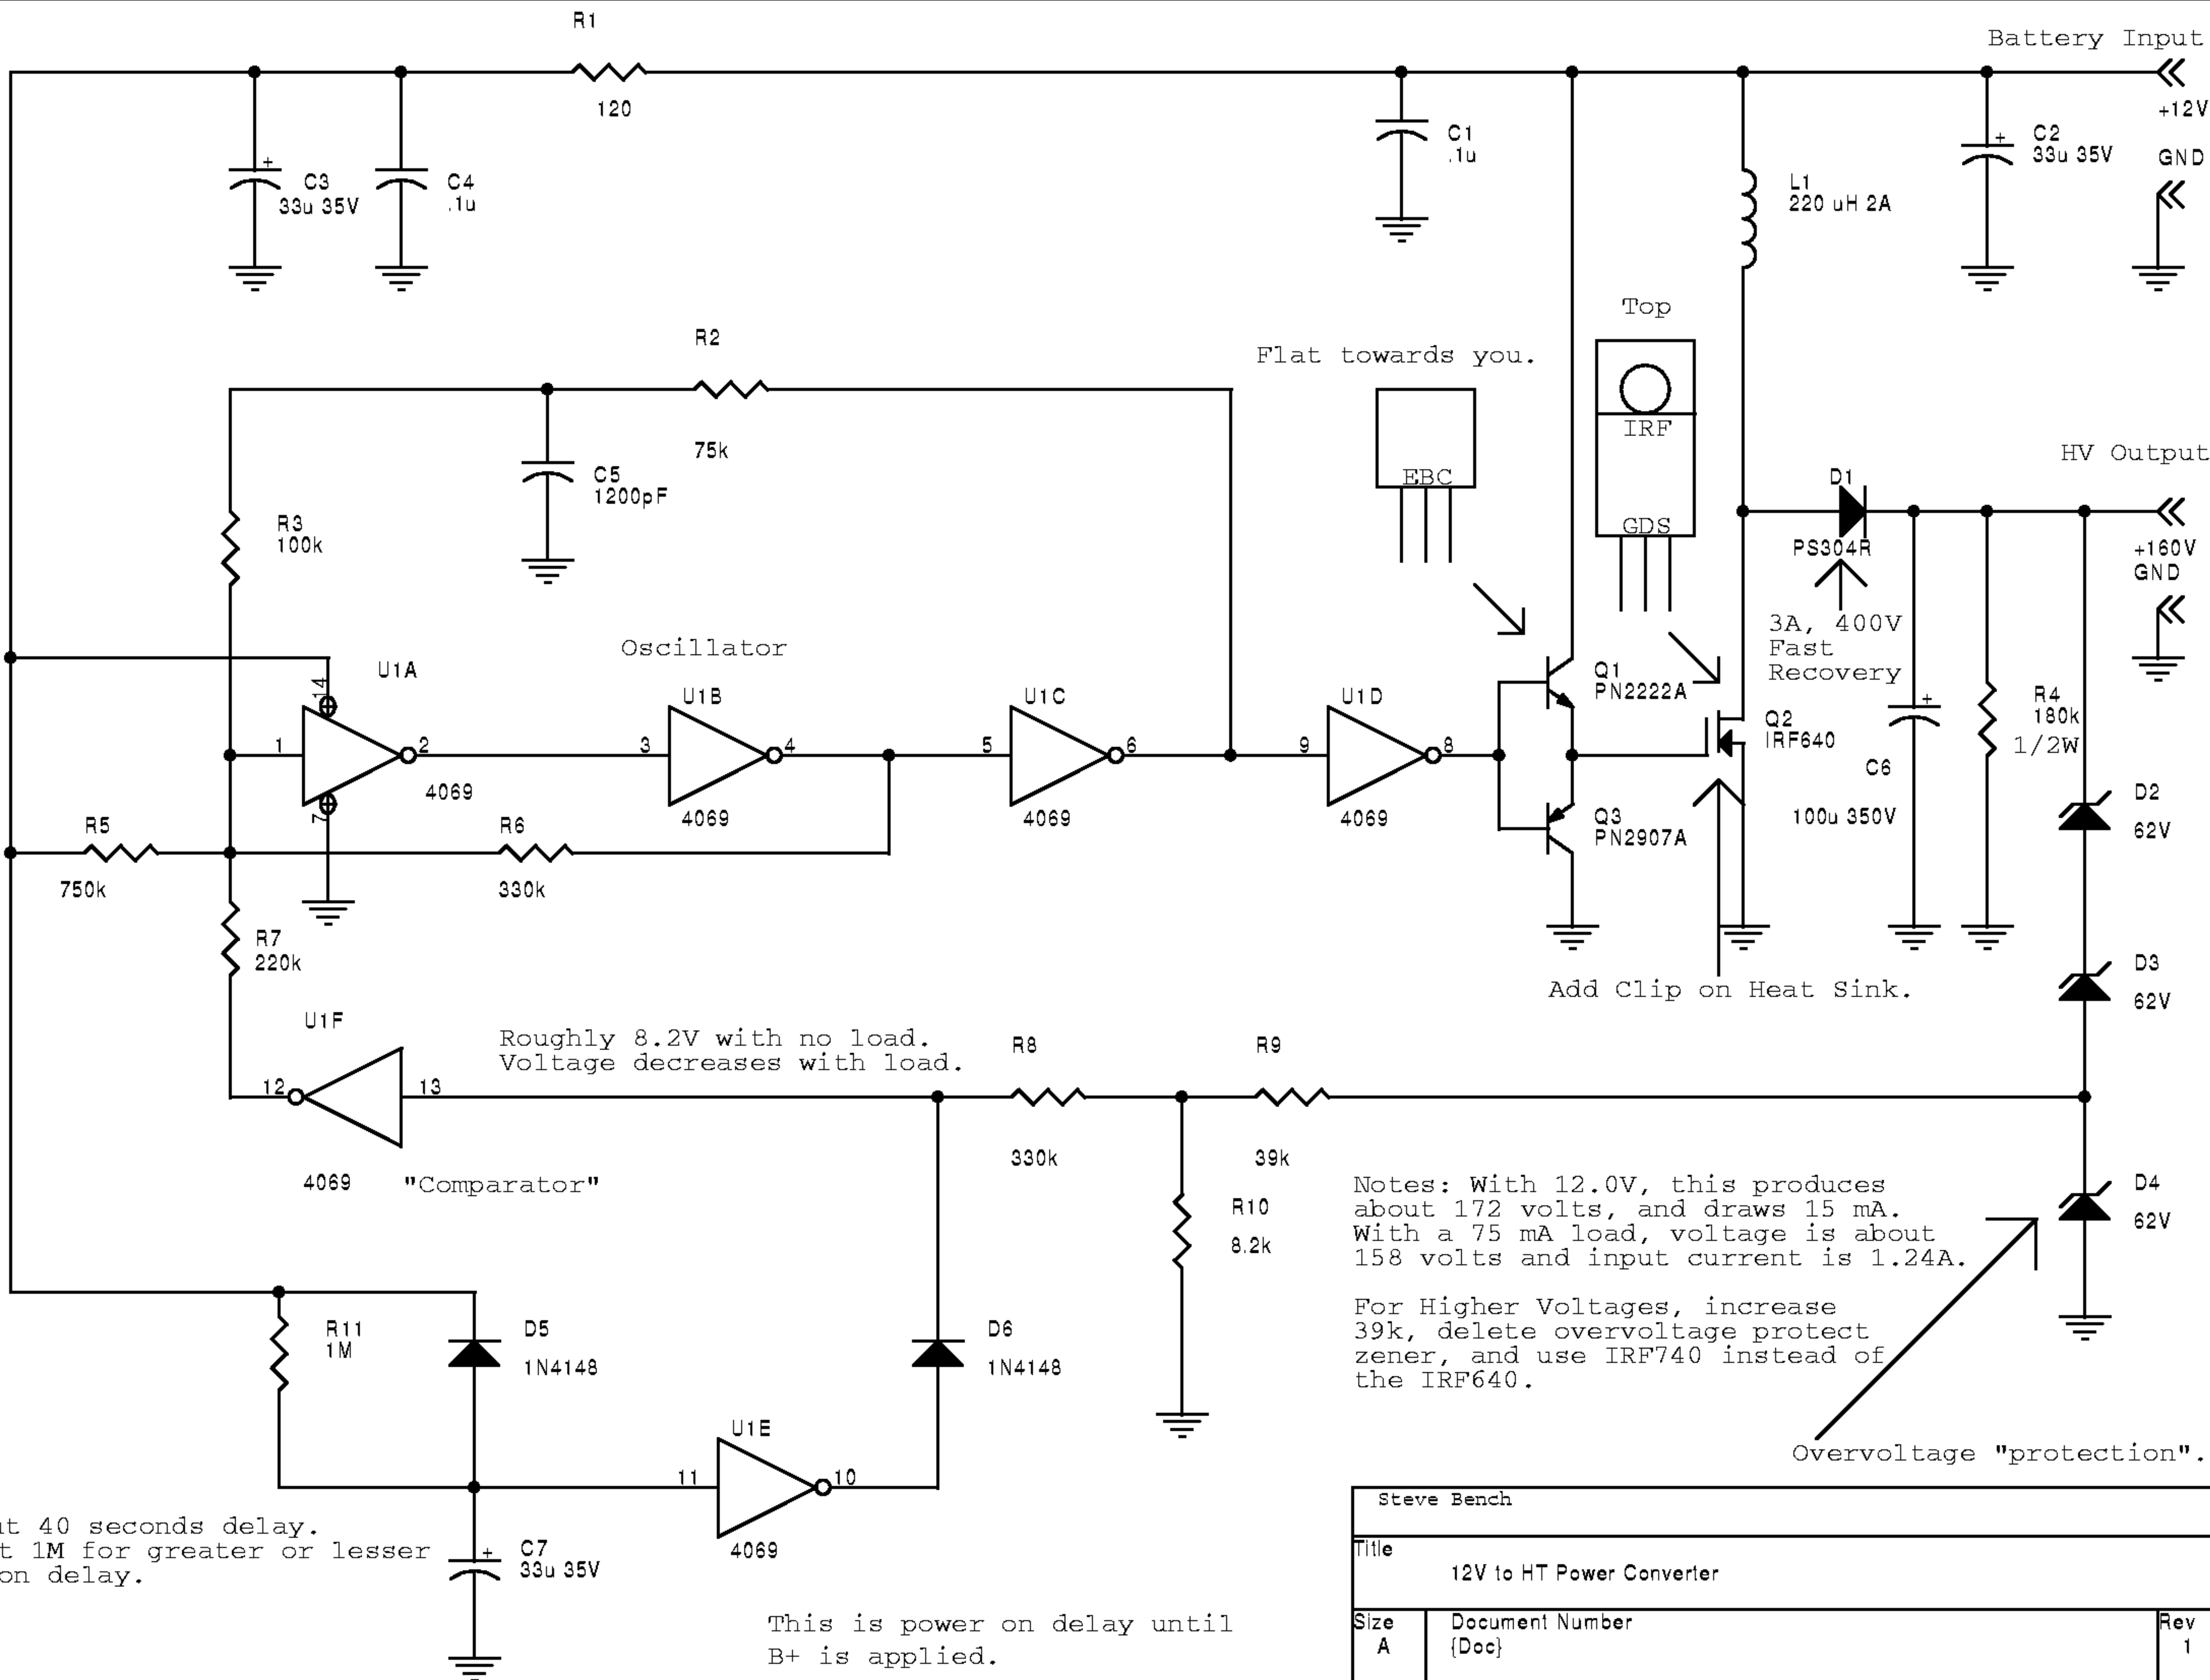 R1
Battery Input
120
+12V
C1
.1u
C2
33u 35V
GND
C3
33u 35V
C4
.1u
L1
220 uH 2A
Top
R2
Flat towards you.
75k
IRF
C5
1200pF
EBC
HV Output
D1
R3
100k
GDS
PS304R
+160V
GND
3A, 400V
Fast
Recovery
Oscillator
U1A
14
U1B
U1C
U1D
Q1
PN2222A
R4
180k
1/2W
Q2
IRF640
1
2
3
4
5
6
9
8
C6
4069
7
4069
4069
4069
Q3
PN2907A
100u 350V
D2
62V
R5
R6
750k
330k
R7
220k
D3
62V
Add Clip on Heat Sink.
U1F
Roughly 8.2V with no load.
Voltage decreases with load.
R8
R9
12
13
330k
39k
4069
"Comparator"
R10
8.2k
D4
62V
Notes: With 12.0V, this produces
about 172 volts, and draws 15 mA.
With a 75 mA load, voltage is about
158 volts and input current is 1.24A.
For Higher Voltages, increase
39k, delete overvoltage protect
zener, and use IRF740 instead of
the IRF640.
R11
1M
D5
1N4148
D6
1N4148
U1E
11
10
4069
Overvoltage "protection".
40 seconds delay.
1M for greater or lesser
on delay.
C7
33u 35V
This is power on delay until
B+ is applied.
Steve Bench
Title
12V to HT Power Converter
Size
A
Document Number
{Doc}
Rev
1